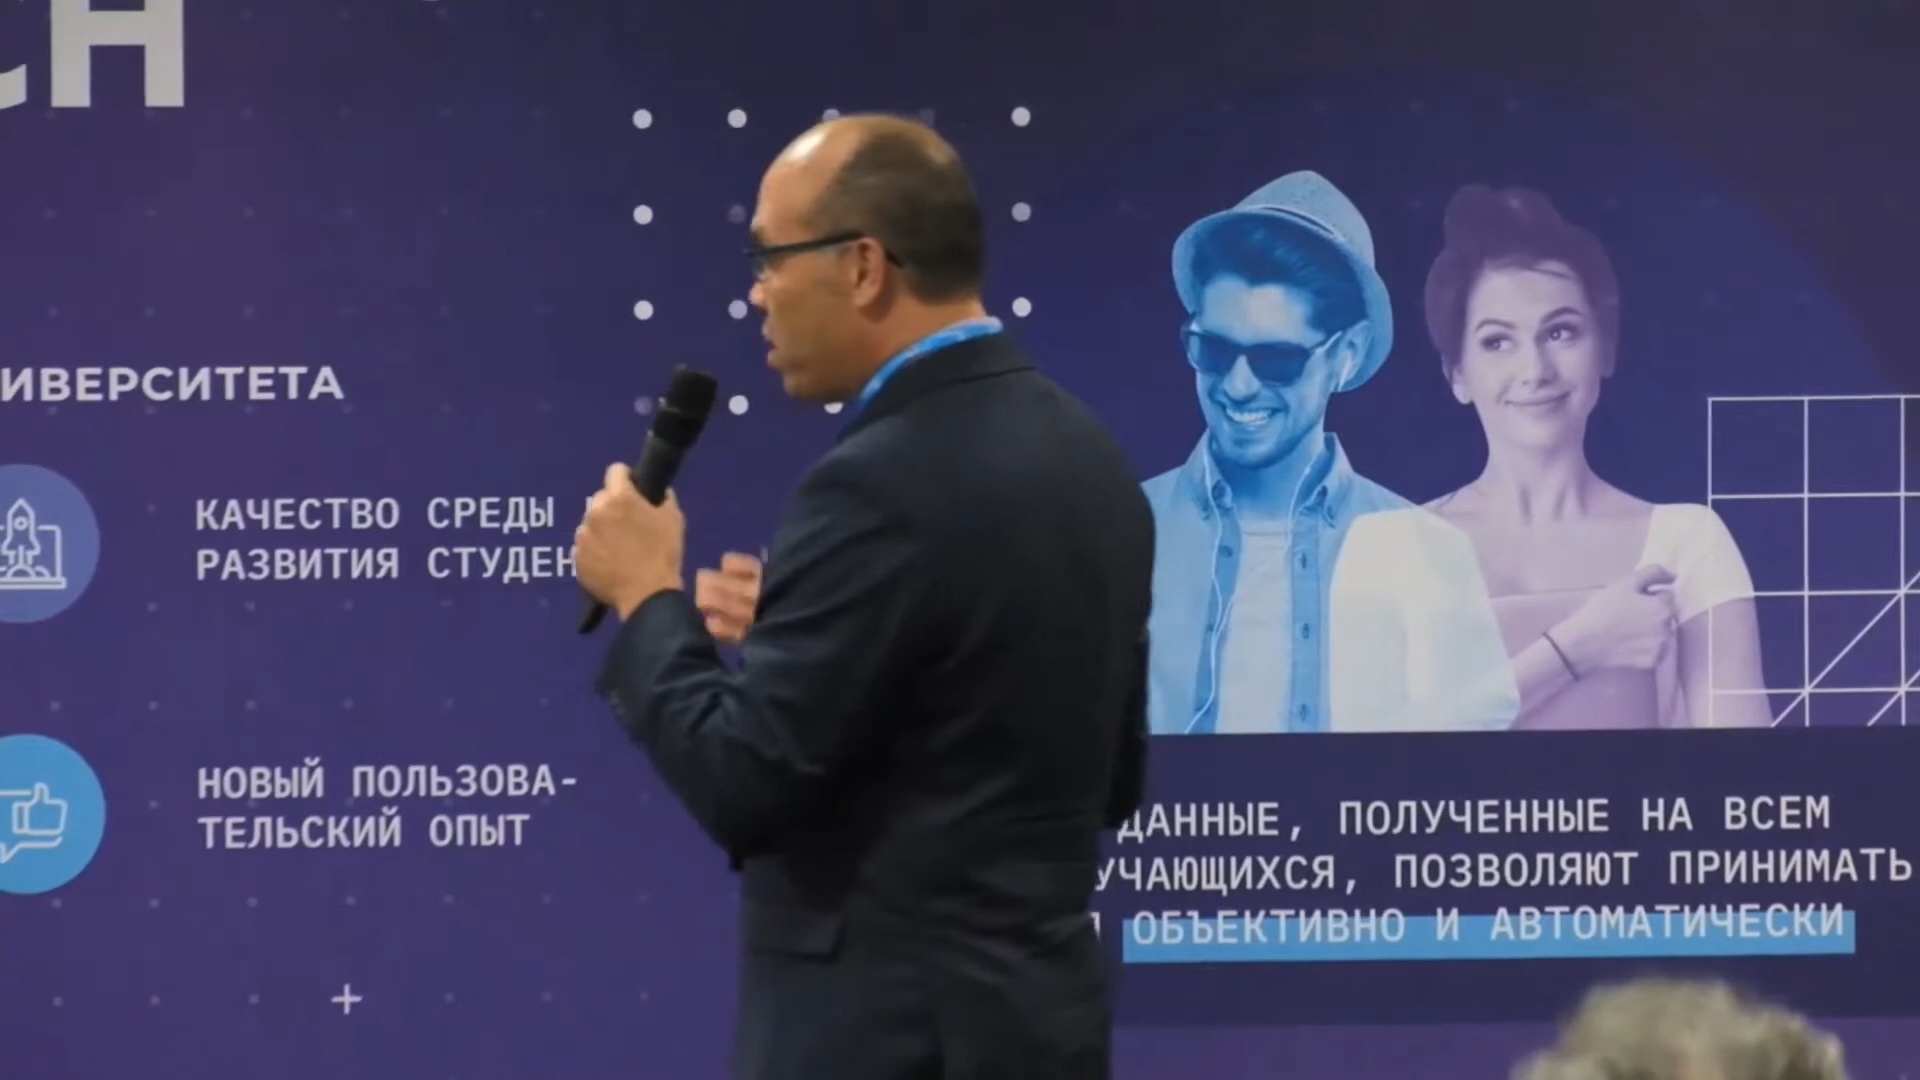 CH
ИВЕРСИТЕТА
КАЧЕСТВО СРЕДЫ
РАЗВИТИЯ СТУДЕН
НОВЫЙ ПОЛЬЗОВА-
ТЕЛЬСКИЙ ОПЫТ
ДАННЫЕ, ПОЛУЧЕННЫЕ НА ВСЕМ
УЧАЮЩИХСЯ, ПОЗВОЛЯЮТ ПРИНИМАТЬ
ОБЪЕКТИВНО И АВТОМАТИЧЕСКИ